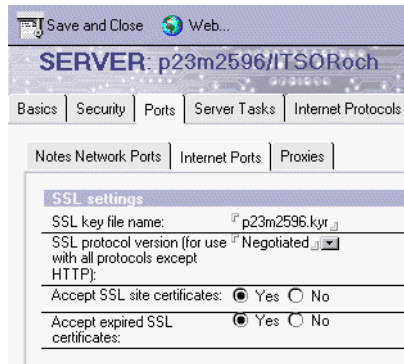 Save and Close Web...
SERVER: p23m2596/ITSORoch
Basics Security Ports Server Tasks Internet Protocols
Notes Network Ports Internet Ports Proxies
SSL settings
SSL key file name: p23m2596.kyr
SSL protocol version (for use Negotiated
with all protocols except
HTTP):
Accept SSL site certificates: Yes No
Accept expired SSL Yes No
certificates: